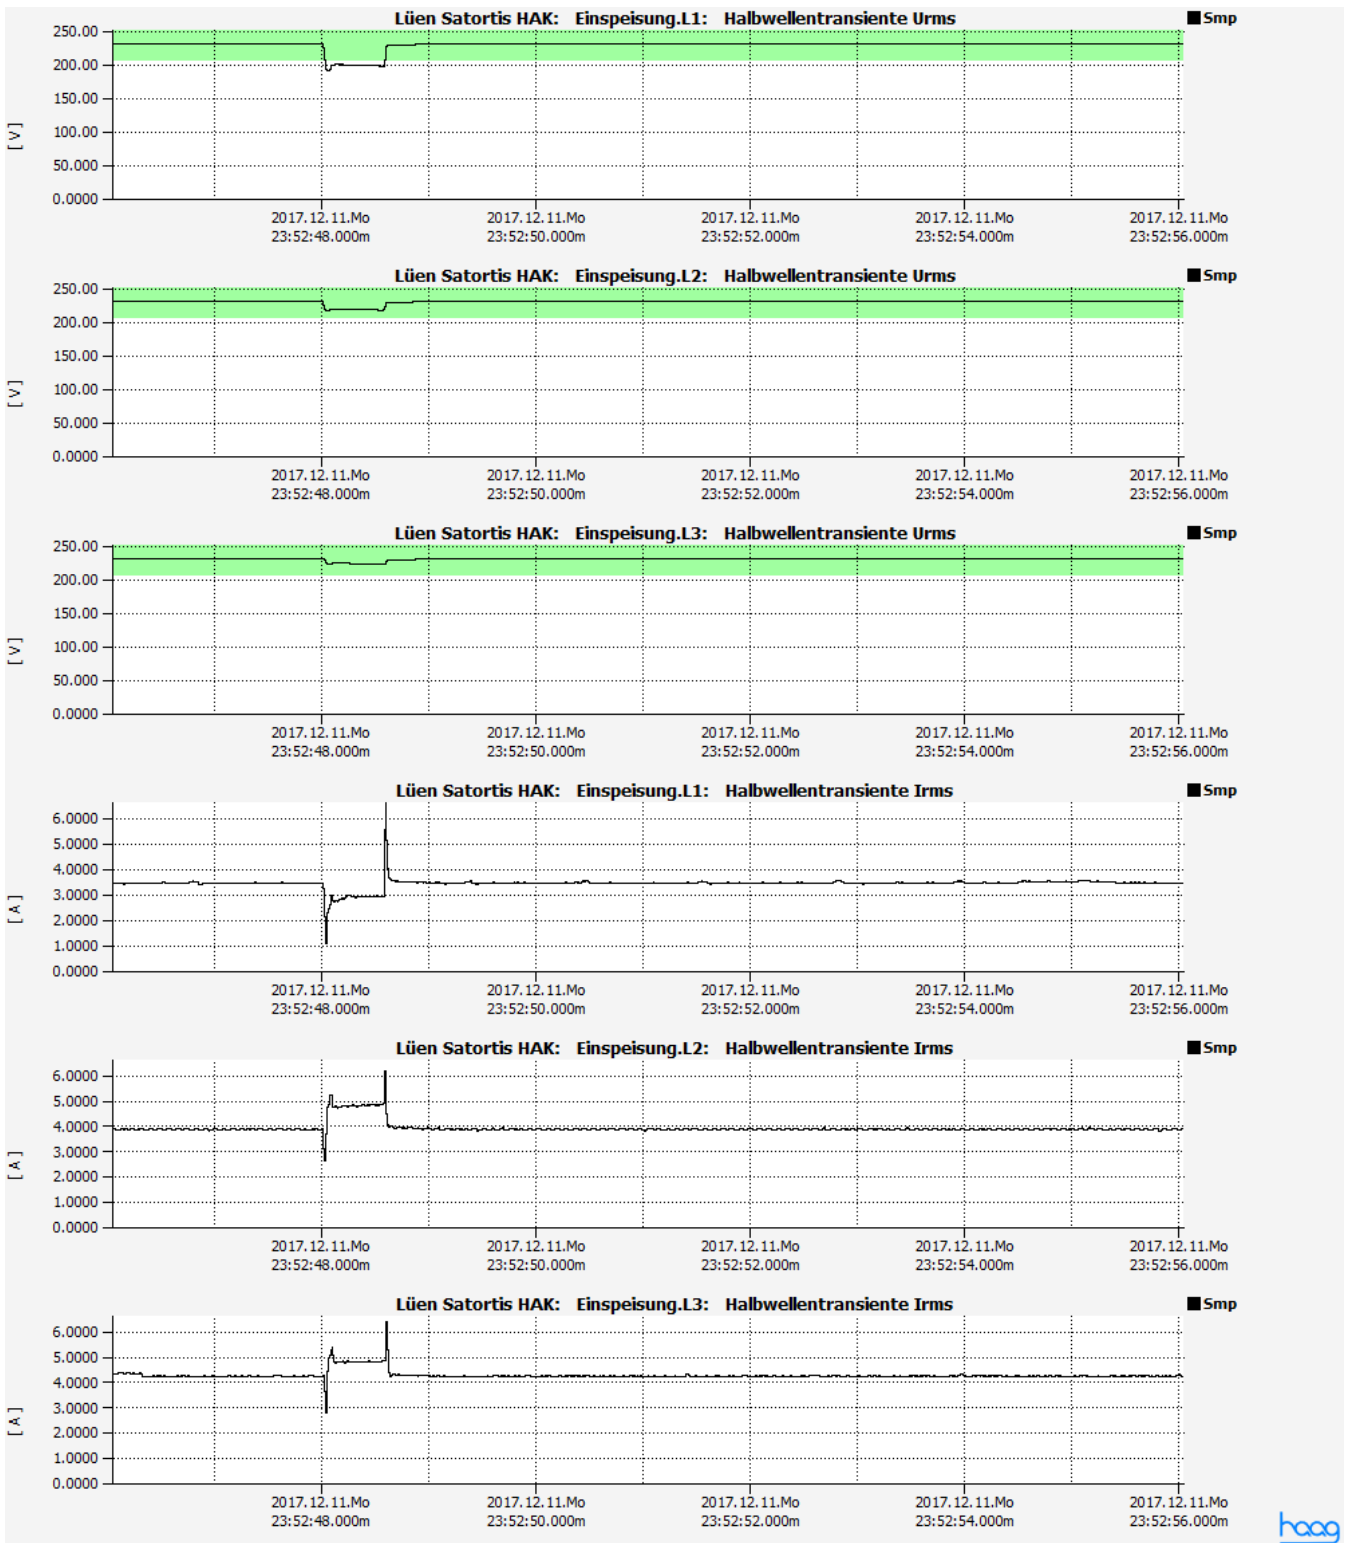 Lüen Satortis HAK: Einspeisung.L1: Halbwellentransiente Urms
Smp
250.00
200.00
150.00
100.00
50.000
0.0000
[ V ]
2017.12.11.Mo 2017.12.11.Mo 2017.12.11.Mo 2017.12.11.Mo 2017.12.11.Mo
23:52:48.000m 23:52:50.000m 23:52:52.000m 23:52:54.000m 23:52:56.000m
Lüen Satortis HAK: Einspeisung.L2: Halbwellentransiente Urms
Smp
250.00
200.00
150.00
100.00
50.000
0.0000
[ V ]
2017.12.11.Mo 2017.12.11.Mo 2017.12.11.Mo 2017.12.11.Mo 2017.12.11.Mo
23:52:48.000m 23:52:50.000m 23:52:52.000m 23:52:54.000m 23:52:56.000m
Lüen Satortis HAK: Einspeisung.L3: Halbwellentransiente Urms
Smp
250.00
200.00
150.00
100.00
50.000
0.0000
[ V ]
2017.12.11.Mo 2017.12.11.Mo 2017.12.11.Mo 2017.12.11.Mo 2017.12.11.Mo
23:52:48.000m 23:52:50.000m 23:52:52.000m 23:52:54.000m 23:52:56.000m
Lüen Satortis HAK: Einspeisung.L1: Halbwellentransiente Irms
Smp
6.0000
5.0000
4.0000
3.0000
2.0000
1.0000
0.0000
[ A ]
2017.12.11.Mo 2017.12.11.Mo 2017.12.11.Mo 2017.12.11.Mo 2017.12.11.Mo
23:52:48.000m 23:52:50.000m 23:52:52.000m 23:52:54.000m 23:52:56.000m
Lüen Satortis HAK: Einspeisung.L2: Halbwellentransiente Irms
Smp
6.0000
5.0000
4.0000
3.0000
2.0000
1.0000
0.0000
[ A ]
2017.12.11.Mo 2017.12.11.Mo 2017.12.11.Mo 2017.12.11.Mo 2017.12.11.Mo
23:52:48.000m 23:52:50.000m 23:52:52.000m 23:52:54.000m 23:52:56.000m
Lüen Satortis HAK: Einspeisung.L3: Halbwellentransiente Irms
Smp
6.0000
5.0000
4.0000
3.0000
2.0000
1.0000
0.0000
[ A ]
2017.12.11.Mo 2017.12.11.Mo 2017.12.11.Mo 2017.12.11.Mo 2017.12.11.Mo
23:52:48.000m 23:52:50.000m 23:52:52.000m 23:52:54.000m 23:52:56.000m
haag